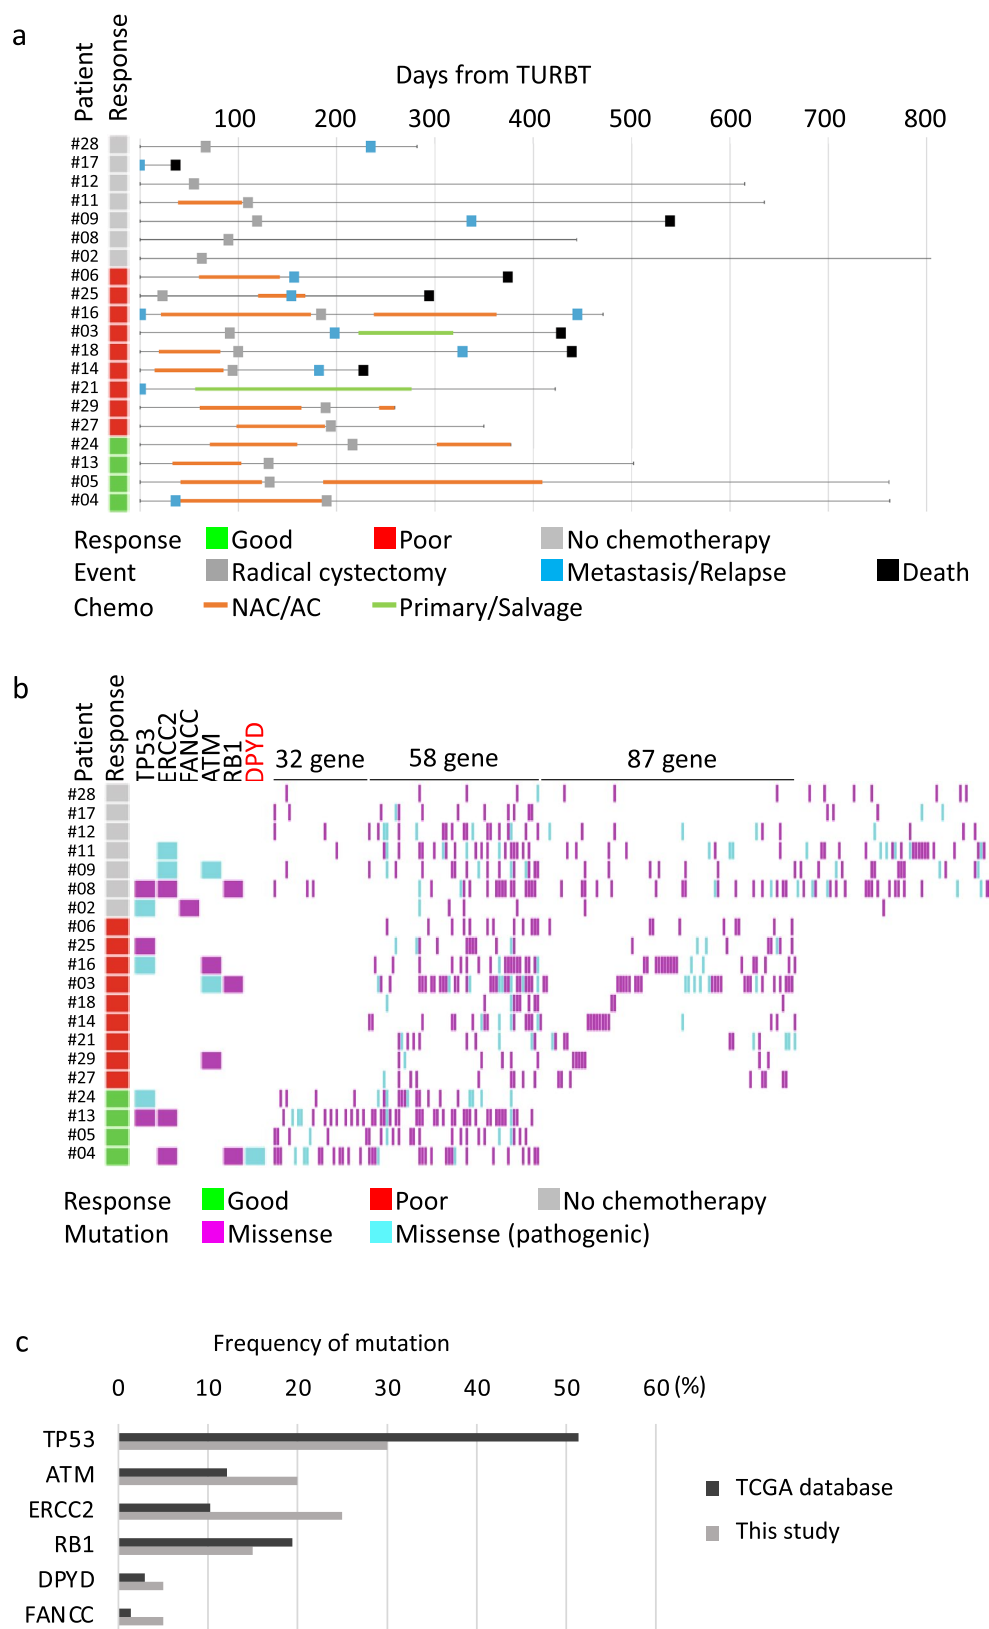 a
Patient
Response
Days from TURBT
100 200 300 400 500 600 700 800
#28
#17
#12
#11
#09
#08
#02
#06
#25
#16
#03
#18
#14
#21
#29
#27
#24
#13
#05
#04
Response Good Poor No chemotherapy
Event Radical cystectomy Metastasis/Relapse Death
Chemo NAC/AC Primary/Salvage
b
Patient
Response
TP53
ERCC2
FANCC
ATM
RB1
DPYD
32 gene 58 gene 87 gene
#28
#17
#12
#11
#09
#08
#02
#06
#25
#16
#03
#18
#14
#21
#29
#27
#24
#13
#05
#04
Response Good Poor No chemotherapy
Mutation Missense Missense (pathogenic)
c
Frequency of mutation
0 10 20 30 40 50 60 (%)
TP53
ATM
ERCC2
RB1
DPYD
FANCC
TCGA database
This study